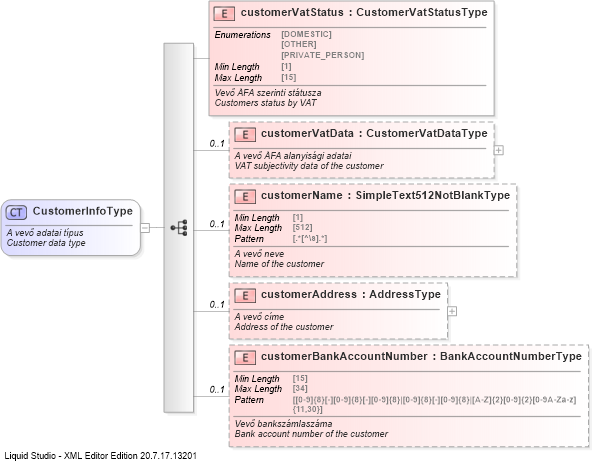 E customerVatStatus : CustomerVatStatusType
Enumerations [DOMESTIC]
[OTHER]
[PRIVATE_PERSON]
Min Length [1]
Max Length [15]
Vevő ÁFA szerinti státusza
Customers status by VAT
0..1
E customerVatData : CustomerVatDataType
A vevő ÁFA alanyisági adatai
VAT subjectivity data of the customer
E customerName : SimpleText512NotBlankType
CT CustomerInfoType
A vevő adatai típus
Customer data type
0..1
Min Length [1]
Max Length [512]
Pattern [.*[^\s].*]
A vevő neve
Name of the customer
0..1
E customerAddress : AddressType
A vevő címe
Address of the customer
0..1
E customerBankAccountNumber : BankAccountNumberType
Min Length [15]
Max Length [34]
Pattern [[0-9]{8}[-][0-9]{8}[-][0-9]{8}|[0-9]{8}[-][0-9]{8}|[A-Z]{2}[0-9]{2}[0-9A-Za-z]
{11,30}]
Vevő bankszámlaszáma
Bank account number of the customer
Liquid Studio - XML Editor Edition 20.7.17.13201